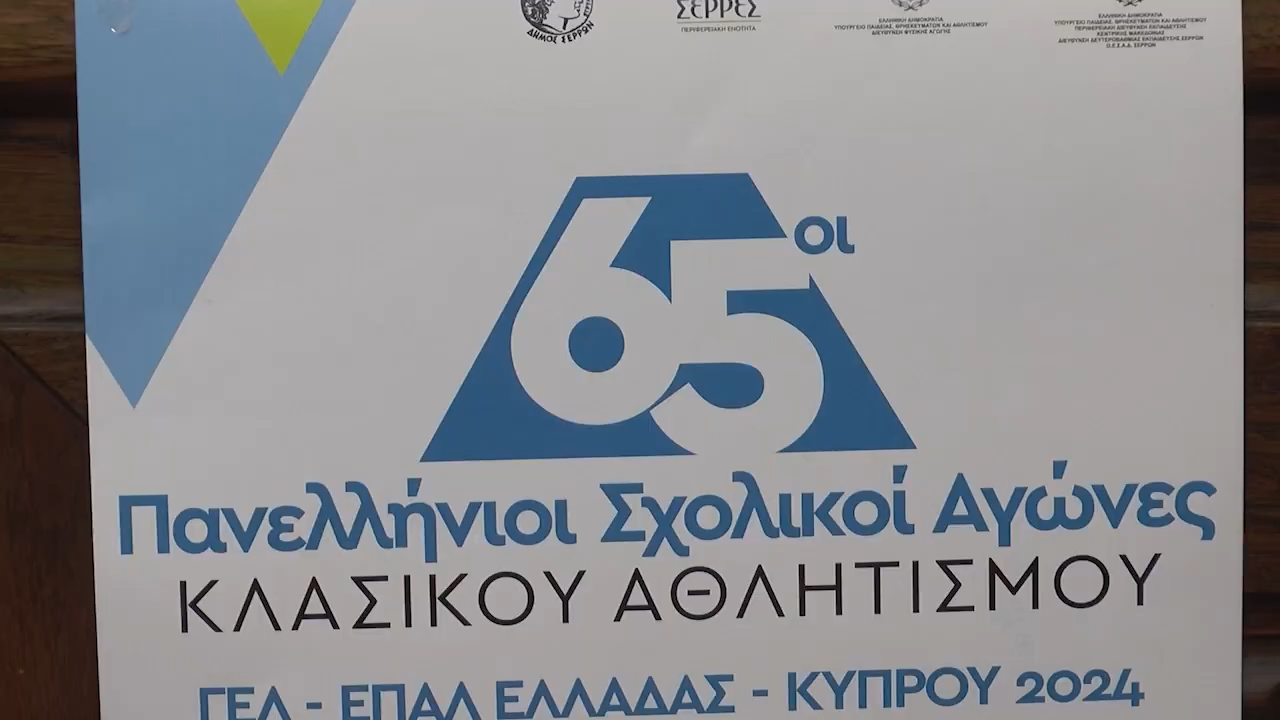 ΔΗΜΟΣ ΣΕΡΡΩΝ
ΣΕΡΡΕΣ
ΠΕΡΙΦΕΡΕΙΑΚΗ ΕΝΟΤΗΤΑ
ΕΛΛΗΝΙΚΗ ΔΗΜΟΚΡΑΤΙΑ
ΥΠΟΥΡΓΕΙΟ ΠΑΙΔΕΙΑΣ, ΘΡΗΣΚΕΥΜΑΤΩΝ ΚΑΙ ΑΘΛΗΤΙΣΜΟΥ
ΔΙΕΥΘΥΝΣΗ ΦΥΣΙΚΗΣ ΑΓΩΓΗΣ
ΕΛΛΗΝΙΚΗ ΔΗΜΟΚΡΑΤΙΑ
ΥΠΟΥΡΓΕΙΟ ΠΑΙΔΕΙΑΣ, ΘΡΗΣΚΕΥΜΑΤΩΝ ΚΑΙ ΑΘΛΗΤΙΣΜΟΥ
ΠΕΡΙΦΕΡΕΙΑΚΗ ΔΙΕΥΘΥΝΣΗ ΕΚΠΑΙΔΕΥΣΗΣ
ΚΕΝΤΡΙΚΗΣ ΜΑΚΕΔΟΝΙΑΣ
ΔΙΕΥΘΥΝΣΗ ΔΕΥΤΕΡΟΒΑΘΜΙΑΣ ΕΚΠΑΙΔΕΥΣΗΣ ΣΕΡΡΩΝ
Ο.Ε.Σ.Α.Δ. ΣΕΡΡΩΝ
65οι
Πανελλήνιοι Σχολικοί Αγώνες
ΚΛΑΣΙΚΟΥ ΑΘΛΗΤΙΣΜΟΥ
ΓΕΛ - ΕΠΑΛ ΕΛΛΑΔΑΣ - ΚΥΠΡΟΥ 2024